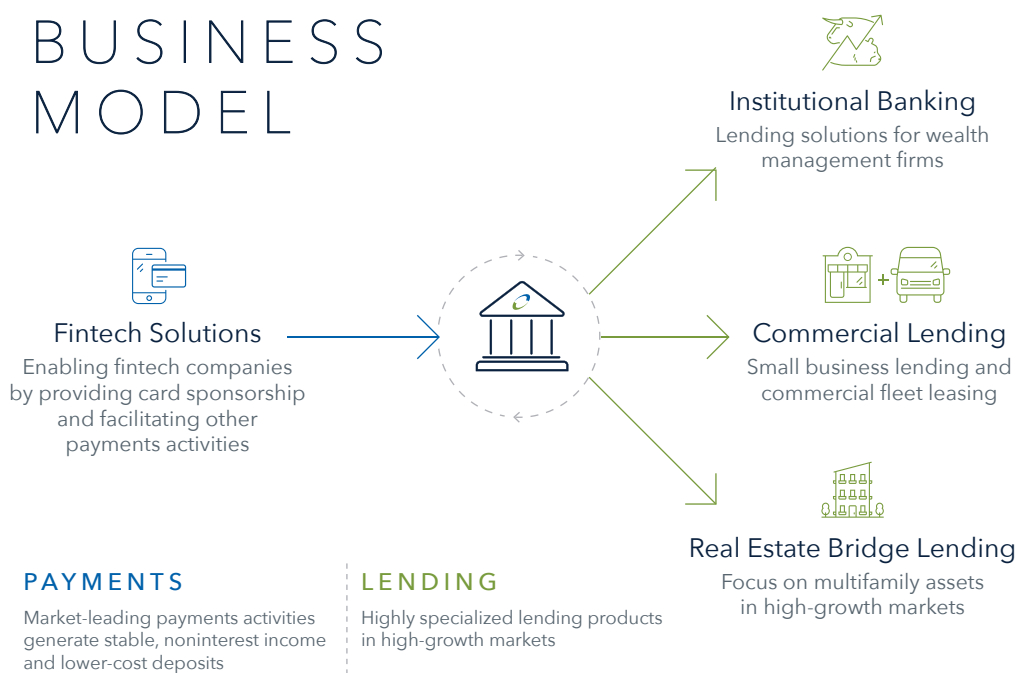 BUSINESS
MODEL
Institutional Banking
Lending solutions for wealth
management firms
Fintech Solutions
Enabling fintech companies
by providing card sponsorship
and facilitating other
payments activities
Commercial Lending
Small business lending and
commercial fleet leasing
Real Estate Bridge Lending
Focus on multifamily assets
in high-growth markets
PAYMENTS
Market-leading payments activities
generate stable, noninterest income
and lower-cost deposits
LENDING
Highly specialized lending products
in high-growth markets